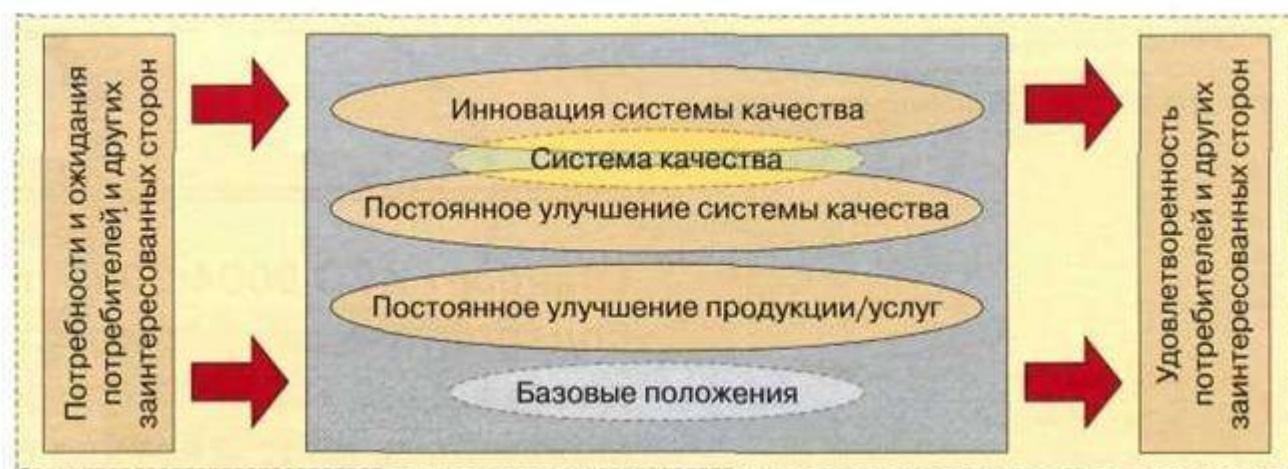 Потребности и ожидания
потребителей и других
заинтересованных сторон
Инновация системы качества
Система качества
Постоянное улучшение системы качества
Постоянное улучшение продукции/услуг
Базовые положения
Удовлетворенность
потребителей и других
заинтересованных сторон